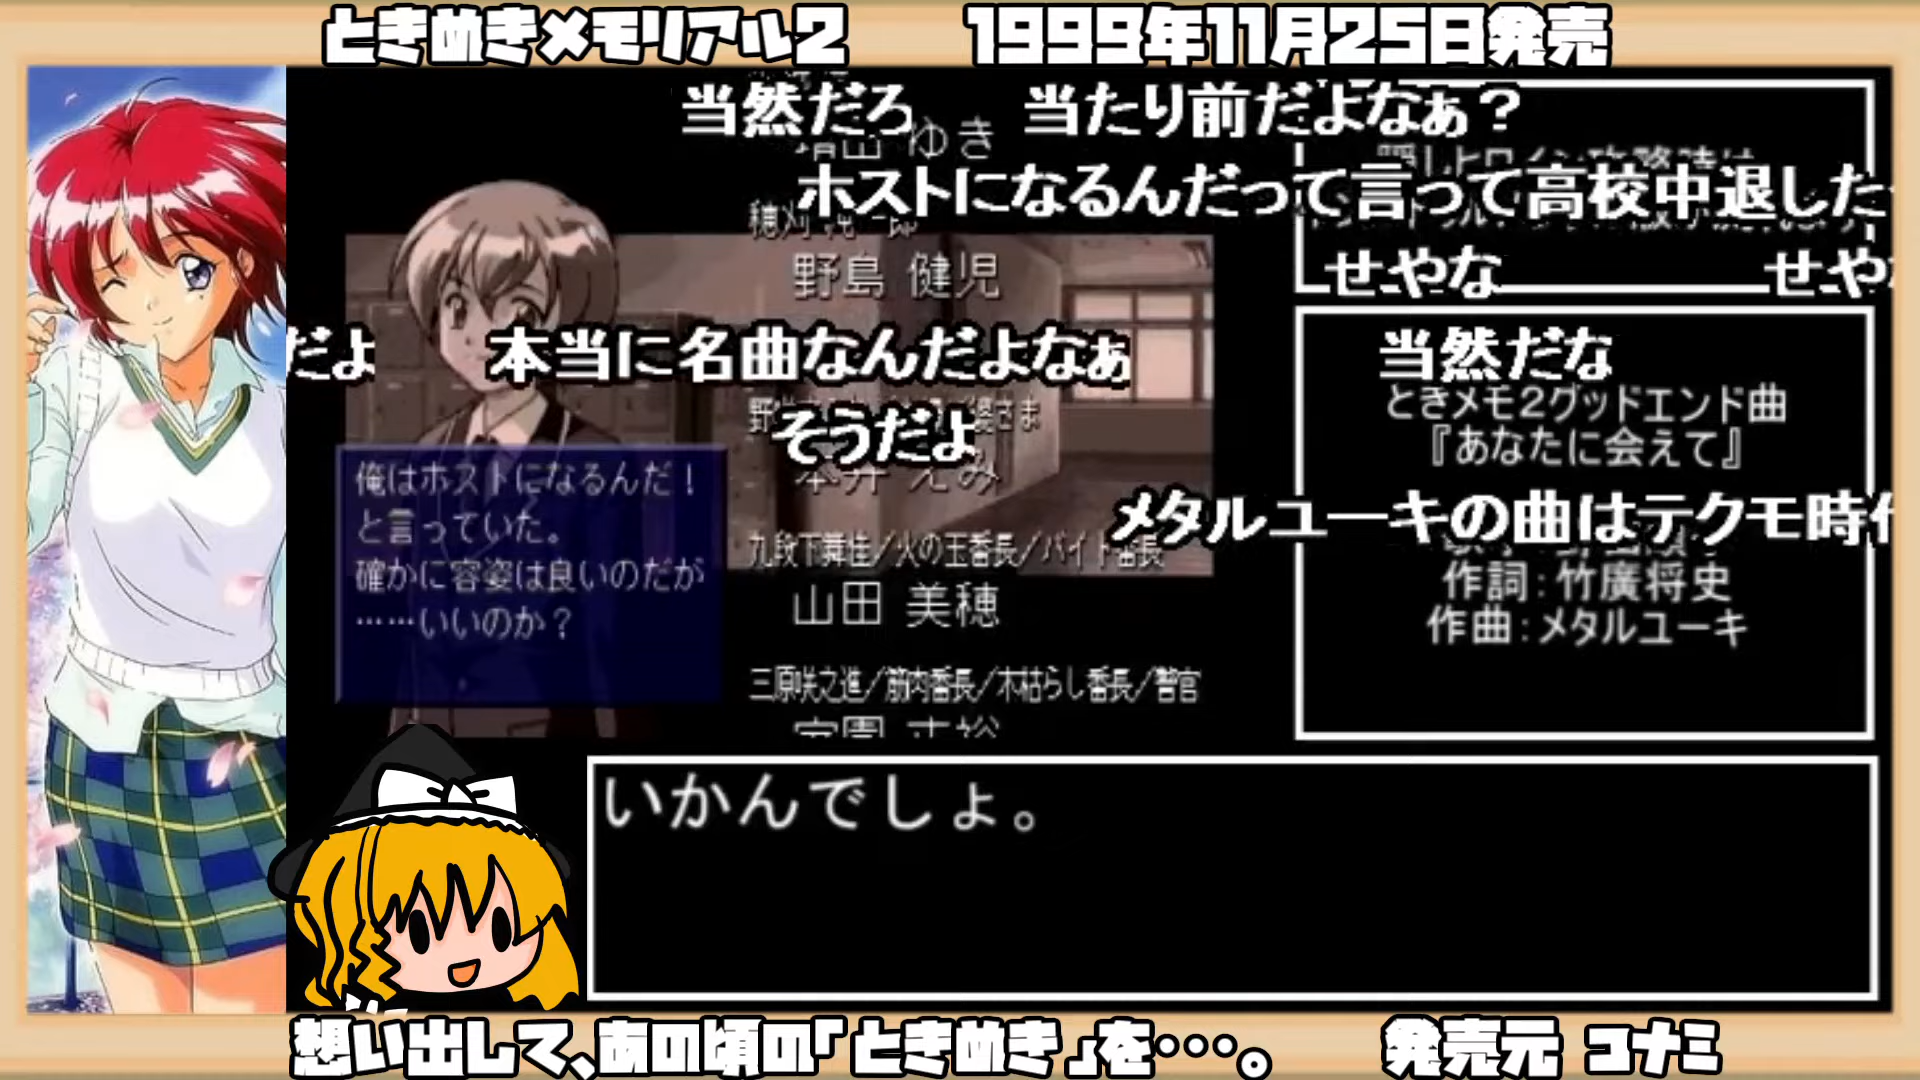 ときめきメモリアル2　1999年11月25日発売
当然だろ
当たり前だよなぁ？
ゆき
ホストになるんだって言って高校中退した
野島 健児
せやな
せや
だよ
本当に名曲なんだよなぁ
当然だな
ときメモ2グッドエンド曲
『あなたに会えて』
そうだよ
本井 えみ
俺はホストになるんだ！
と言っていた。
確かに容姿は良いのだが
……いいのか？
メタルユーキの曲はテクモ時代
九段下舞佳／火の玉番長／バイト番長
山田 美穂
作詞：竹廣将史
作曲：メタルユーキ
三原咲之進／筋肉番長／木枯らし番長／警官
いかんでしょ。
想い出して、あの頃の「ときめき」を・・・。　発売元 コナミ